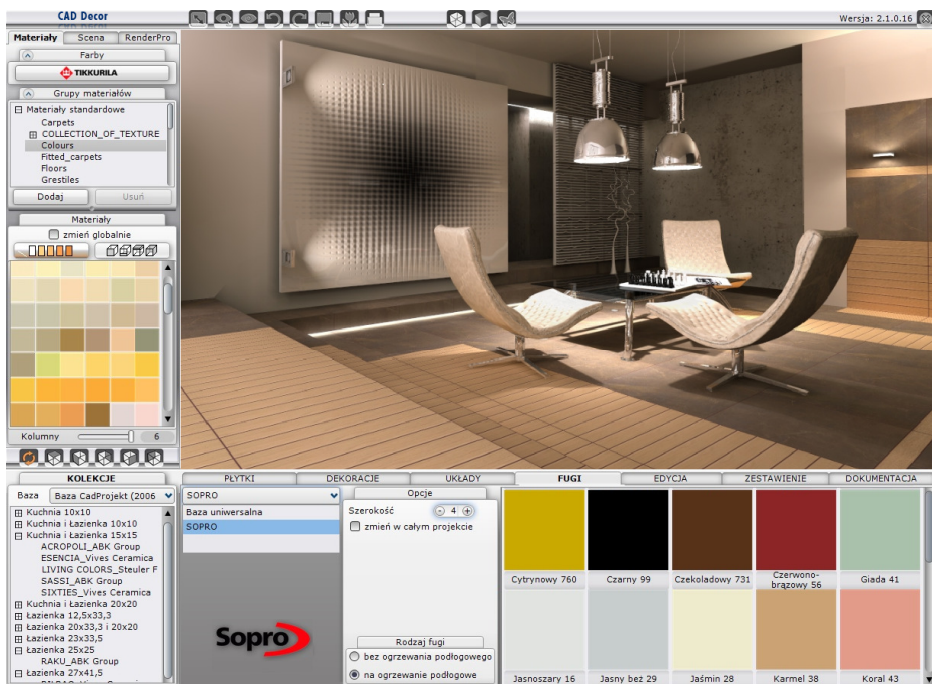 CAD Decor
Wersja: 2.1.0.16
Materiały Scena RenderPro
Farby
TIKKURILA
Grupy materiałów
Materiały standardowe
Carpets
COLLECTION_OF_TEXTURE
Colours
Fitted_carpets
Floors
Grestiles
Dodaj Usuń
Materiały
zmień globalnie
Kolumny 6
KOLEKCJE
Baza Baza CadProjekt (2006
Kuchnia 10x10
Kuchnia i Łazienka 10x10
Kuchnia i Łazienka 15x15
ACROPOLI_ABK Group
ESENCIA_Vives Ceramica
LIVING COLORS_Steuler F
SASSI_ABK Group
SIXTIES_Vives Ceramica
Kuchnia i Łazienka 20x20
Łazienka 12,5x33,3
Łazienka 20x33,3 i 20x20
Łazienka 23x33,5
Łazienka 25x25
RAKU_ABK Group
Łazienka 27x41,5
PŁYTKI DEKORACJE UKŁADY FUGI EDYCJA ZESTAWIENIE DOKUMENTACJA
SOPRO
Baza uniwersalna
SOPRO
Sopro
Opcje
Szerokość 4
zmień w całym projekcie
Rodzaj fugi
bez ogrzewania podłogowego
na ogrzewanie podłogowe
Cytrynowy 760
Czarny 99
Czekoladowy 731
Czerwono-
brązowy 56
Giada 41
Jasnoszary 16
Jasny beż 29
Jaśmin 28
Karmel 38
Koral 43